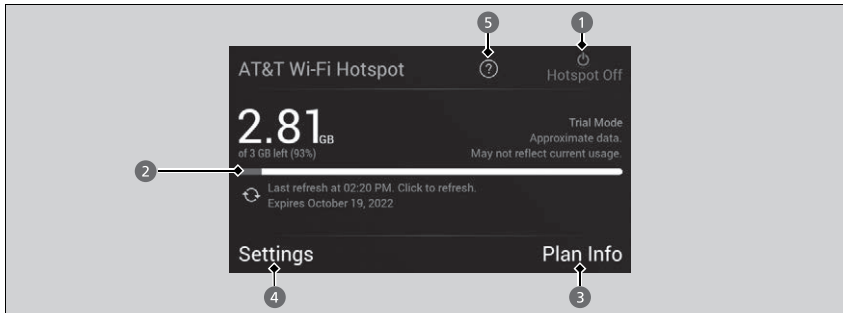 5
1
AT&T Wi-Fi Hotspot
?
Hotspot Off
2.81GB
of 3 GB left (93%)
Trial Mode
Approximate data.
May not reflect current usage.
2
Last refresh at 02:20 PM. Click to refresh.
Expires October 19, 2022
Settings
Plan Info
4
3